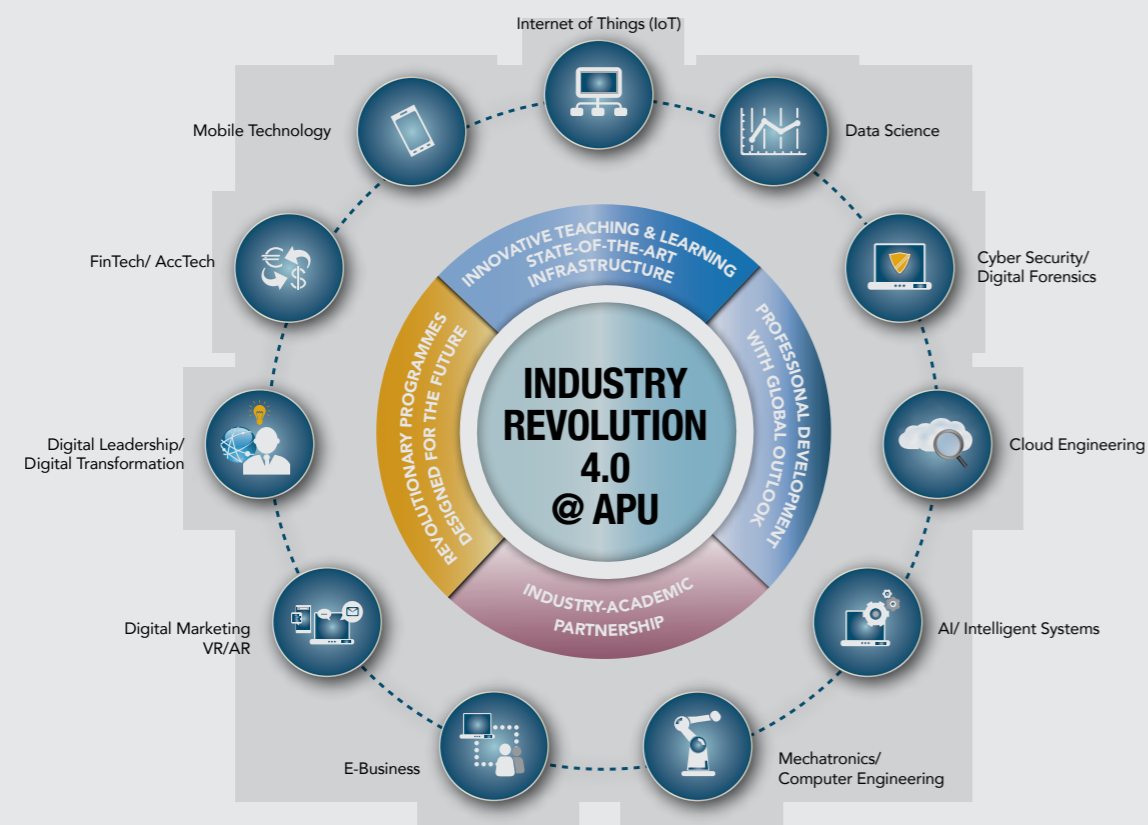 Internet of Things (IoT)
Mobile Technology
Data Science
FinTech/ AccTech
Cyber Security/
Digital Forensics
INNOVATIVE TEACHING & LEARNING
STATE-OF-THE-ART
INFRASTRUCTURE
REVOLUTIONARY PROGRAMMES
DESIGNED FOR THE FUTURE
INDUSTRY
REVOLUTION
4.0
@ APU
PROFESSIONAL DEVELOPMENT
WITH GLOBAL OUTLOOK
INDUSTRY-ACADEMIC
PARTNERSHIP
Digital Leadership/
Digital Transformation
Cloud Engineering
Digital Marketing
VR/AR
AI/ Intelligent Systems
E-Business
Mechatronics/
Computer Engineering